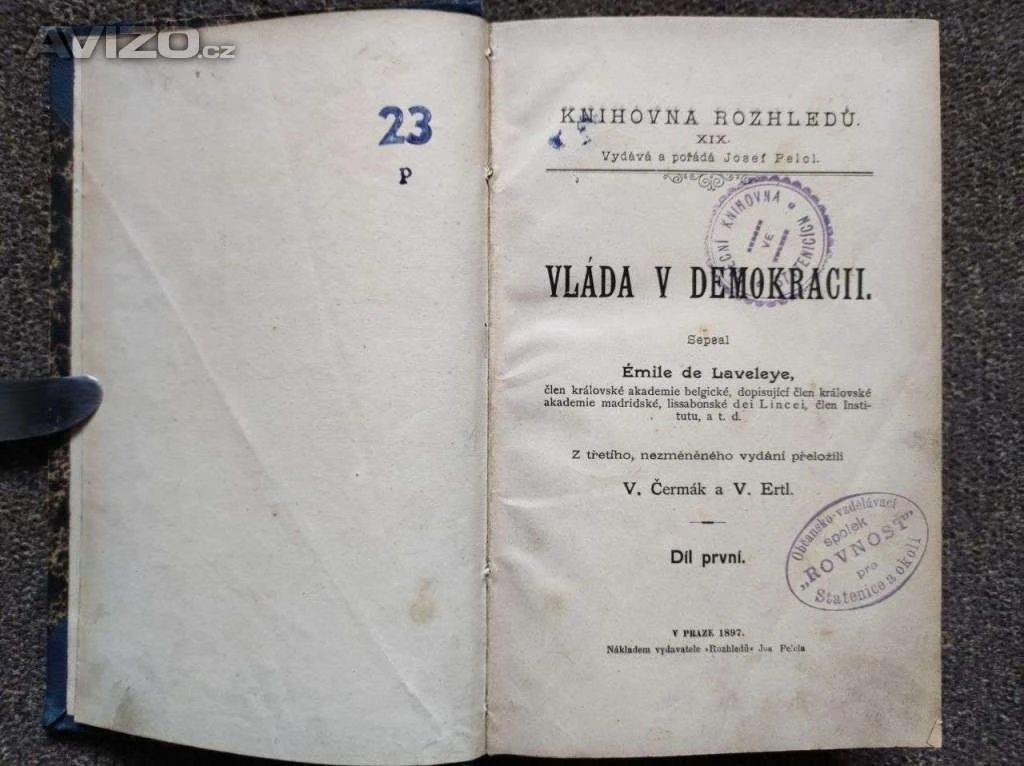 AVIZO.cz
23
P
KNIHOVNA ROZHLEDŮ.
XIX.
Vydává a pořádá Josef Pelcl.
KNIHOVNA
VE
VLÁDA V DEMOKRACII.
Sepsal
Émile de Laveleye,
člen královské akademie belgické, dopisující člen královské
akademie madridské, lissabonské dei Lincei, člen Insti-
tutu, a t. d.
Z třetího, nezměněného vydání přeložili
V. Čermák a V. Ertl.
Díl první.
Občansko-vzdělávací
spolek
„ROVNOST"
pro
Statenice a okolí
V PRAZE 1897.
Nákladem vydavatele »Rozhledů« Jos Pelcla